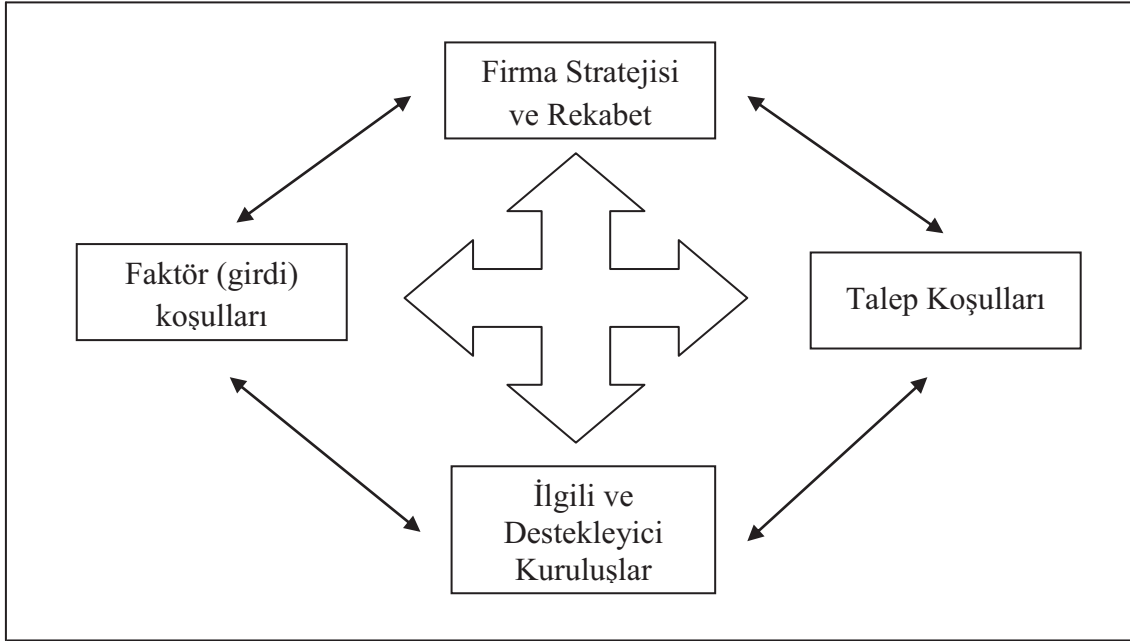 Firma Stratejisi
ve Rekabet
Faktör (girdi)
koşulları
Talep Koşulları
İlgili ve
Destekleyici
Kuruluşlar